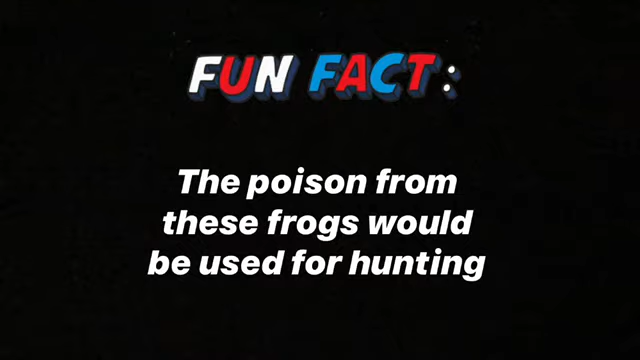 FUN FACT:
The poison from
these frogs would
be used for hunting